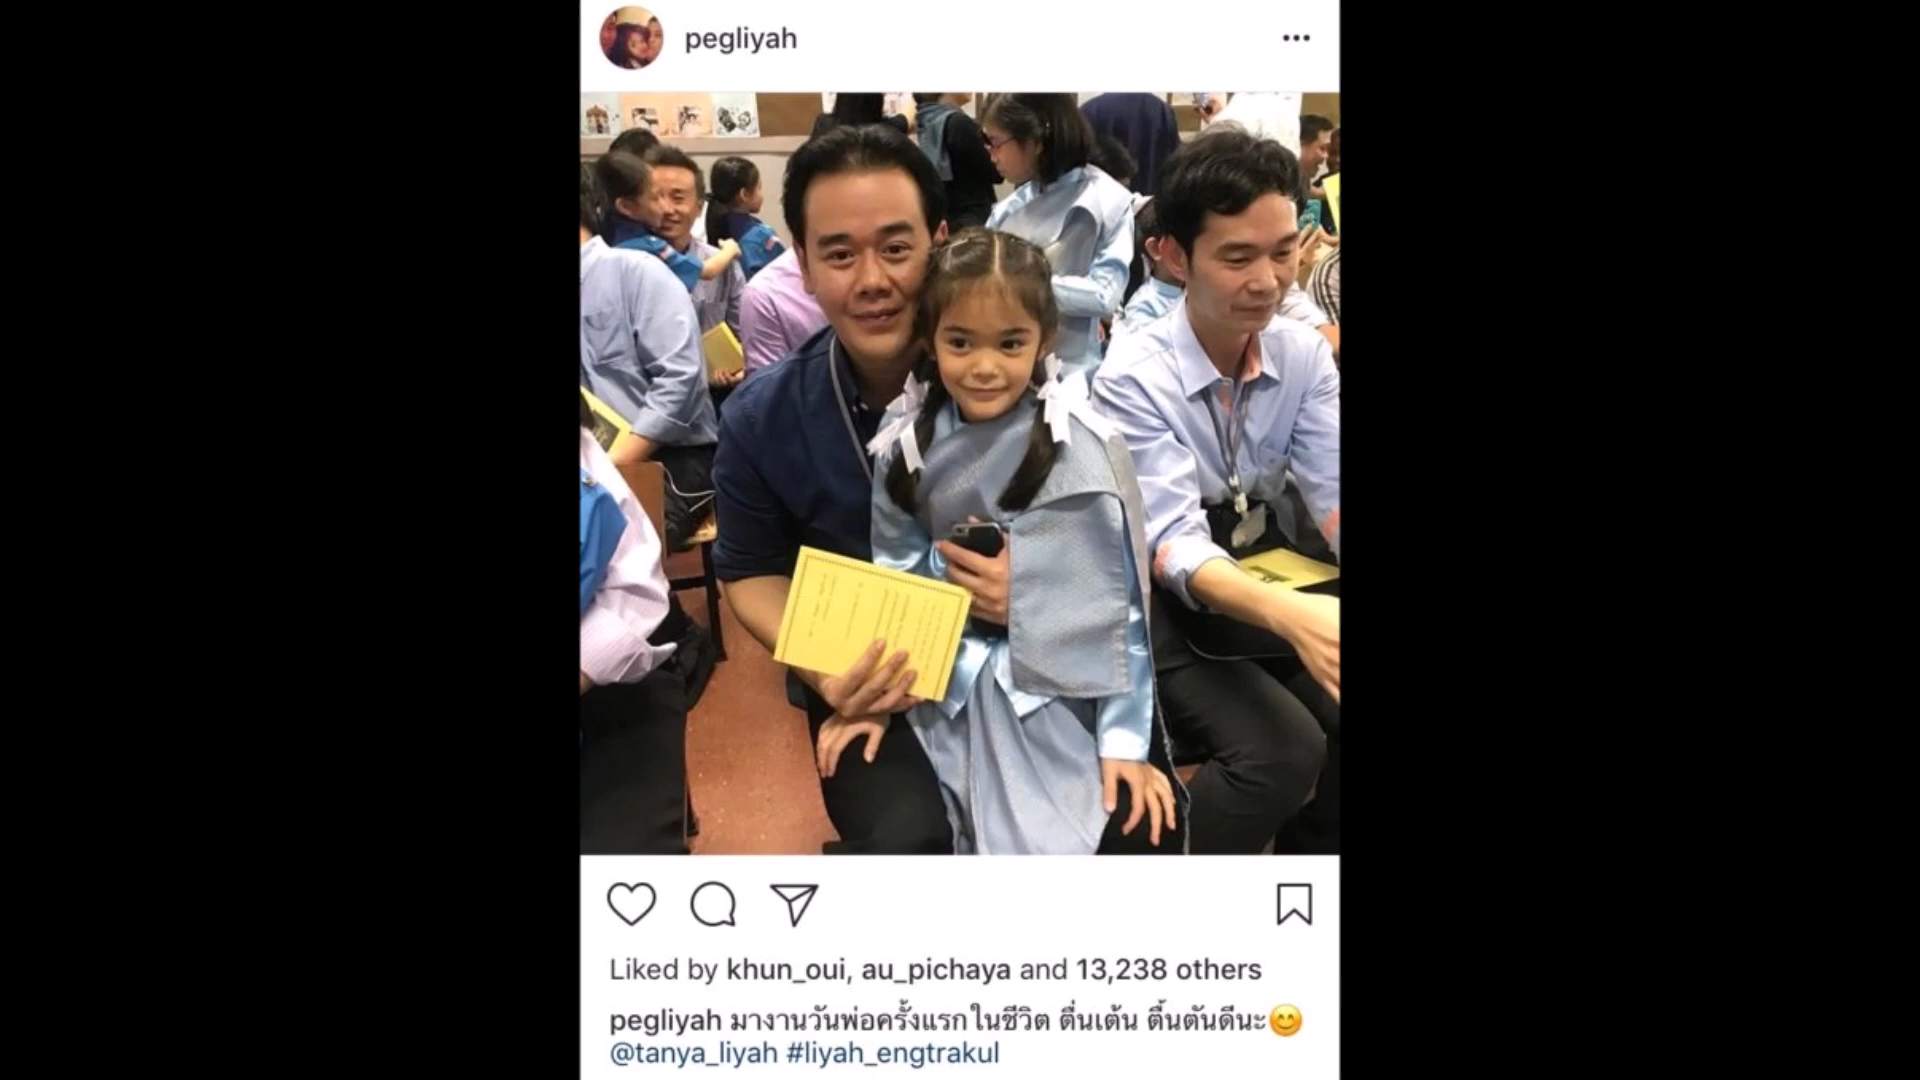 pegliyah
Liked by khun_oui, au_pichaya and 13,238 others
pegliyah มางานวันพ่อครั้งแรกในชีวิต ตื่นเต้น ตื้นตันดีนะ😊
@tanya_liyah #liyah_engtrakul